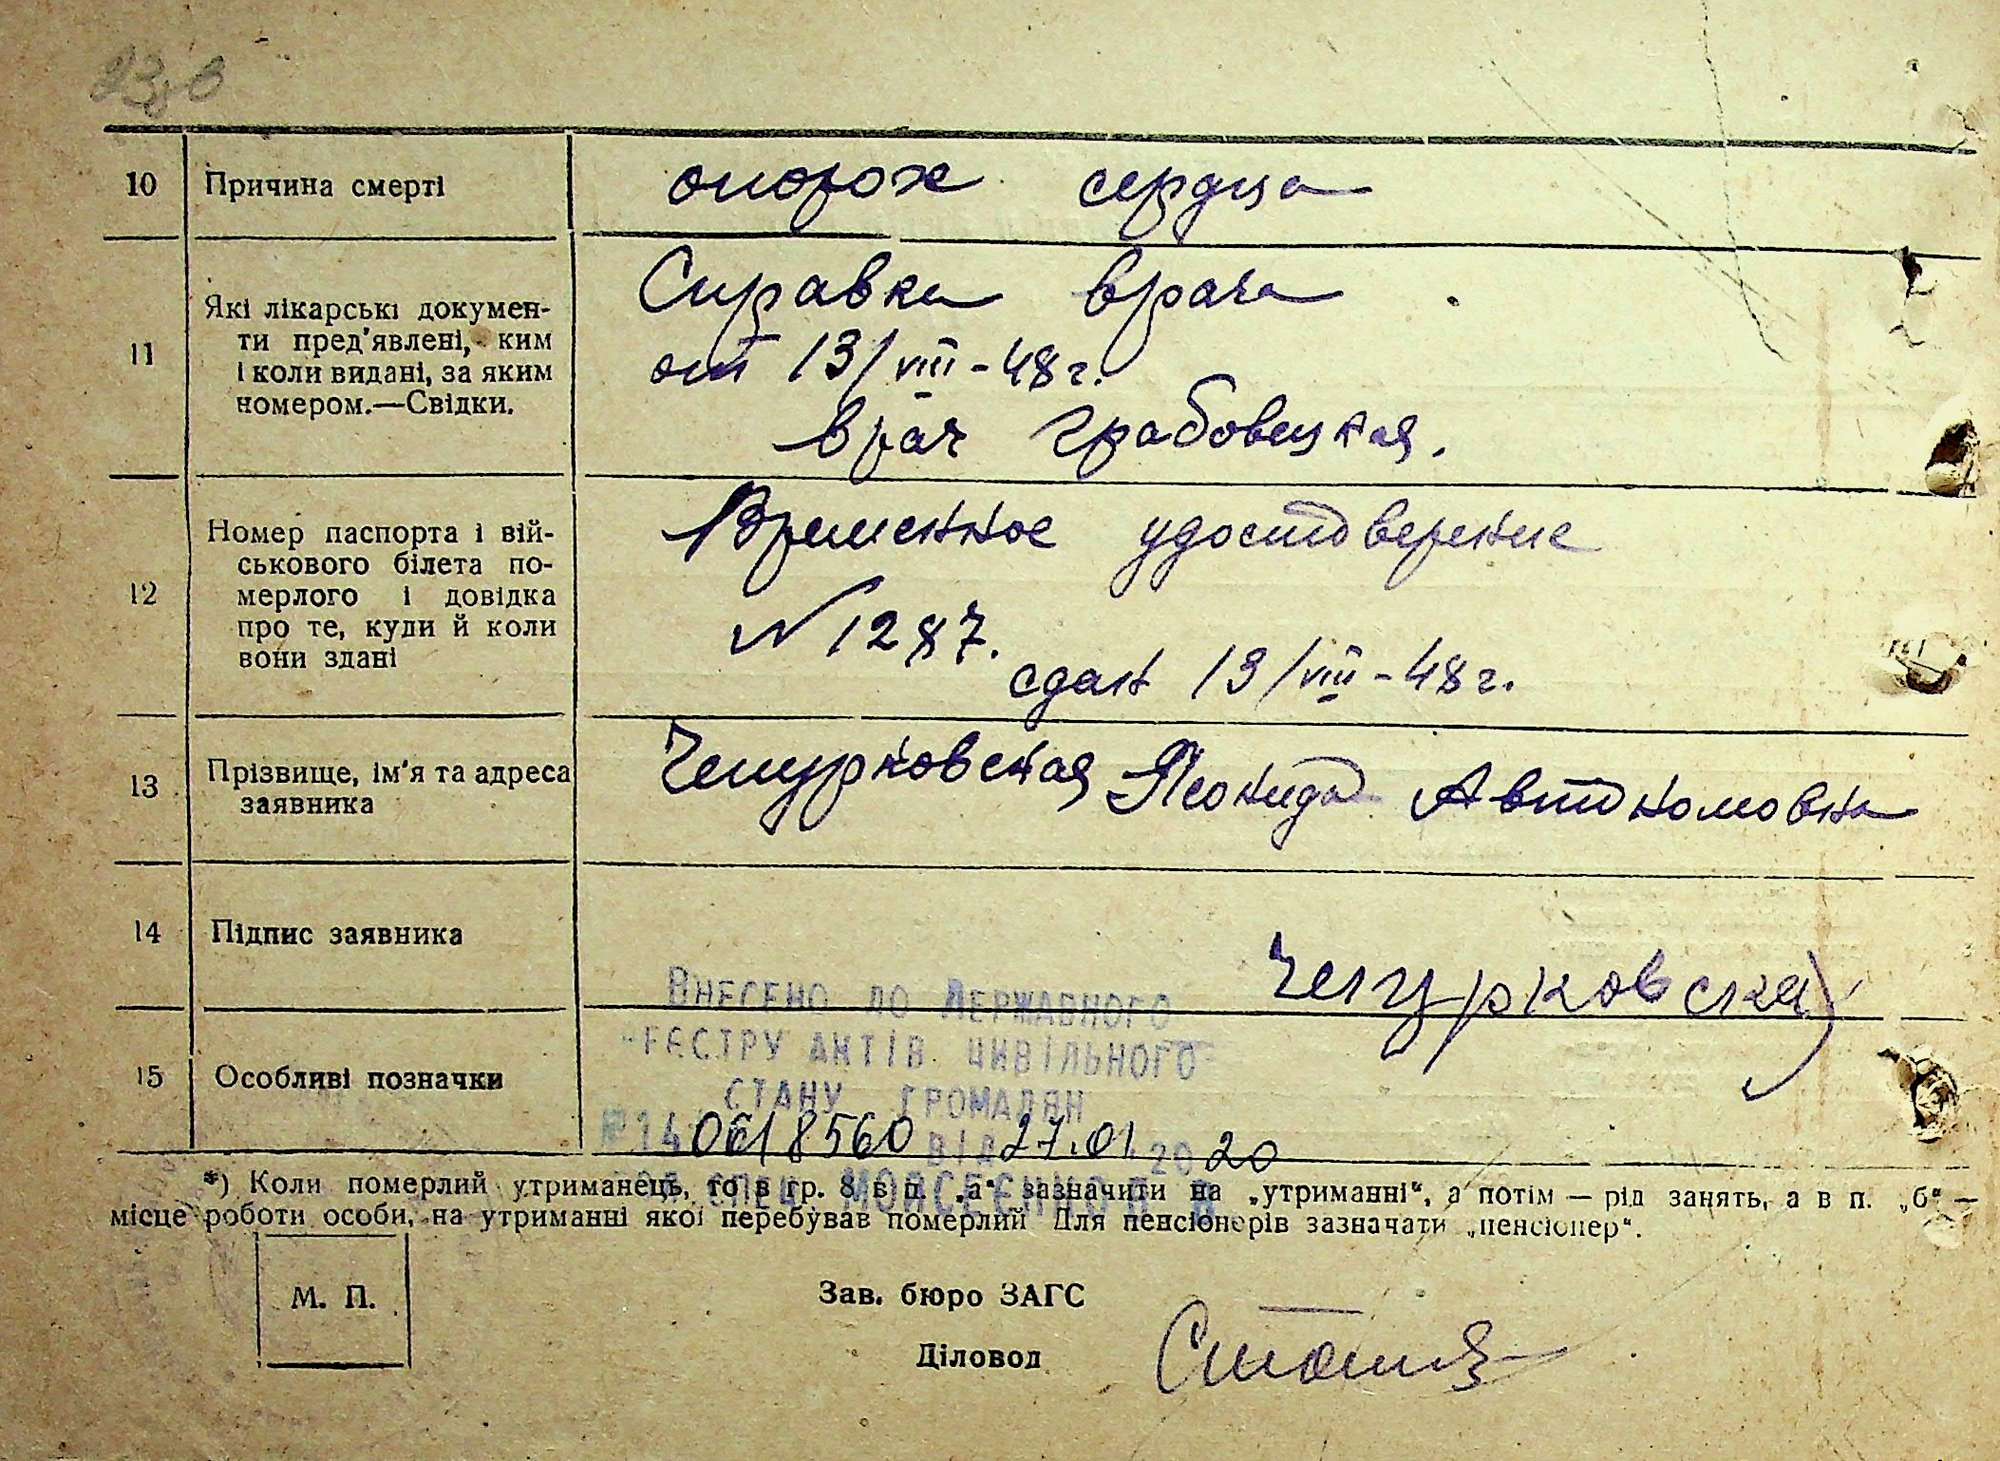 10 Причина смерті
опорож сердца
11 Які лікарські докумен-
ти пред'явлені, ким
і коли видані, за яким
номером.—Свідки.
Справка врача
от 13/VIII-48г.
врач Грабовецкая.
12 Номер паспорта і вій-
ськового білета по-
мерлого і довідка
про те, куди й коли
вони здані
Временное удостоверение
N 1287.
сдан 13/VIII-48г.
13 Прізвище, ім'я та адреса
заявника
Чепурковская Леонида Автономовна
14 Підпис заявника
Чепурковская
15 Особливі позначки
Внесено до Державного
реєстру актів цивільного
стану громадян
№140618560 від 27.01.2020
*) Коли померлий утриманець, то в гр. 8, в п. „а“ зазначити на „утриманні“, а потім — рід занять, а в п. „б“ —
місце роботи особи, на утриманні якої перебував померлий Для пенсіонерів зазначати „пенсіонер“.
М. П.
Зав. бюро ЗАГС
Діловод